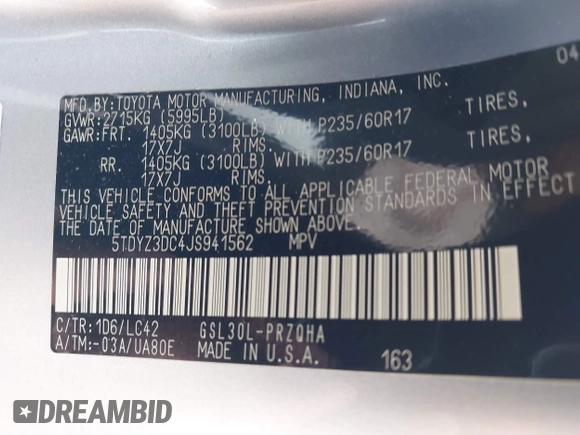 04
MFD.BY:TOYOTA MOTOR MANUFACTURING, INDIANA, INC.
GVWR:2715KG (5995LB)
GAWR:FRT. 1405KG (3100LB)WITH P235/60R17 TIRES,
17X7J RIMS
RR. 1405KG (3100LB)WITH P235/60R17 TIRES,
17X7J RIMS
THIS VEHICLE CONFORMS TO ALL APPLICABLE FEDERAL MOTOR
VEHICLE SAFETY AND THEFT PREVENTION STANDARDS IN EFFECT
THE DATE OF MANUFACTURE SHOWN ABOVE.
5TDYZ3DC4JS941562 MPV
C/TR:1D6/LC42 GSL30L-PRZQHA
A/TM:-03A/UA80E MADE IN U.S.A. 163
DREAMBID